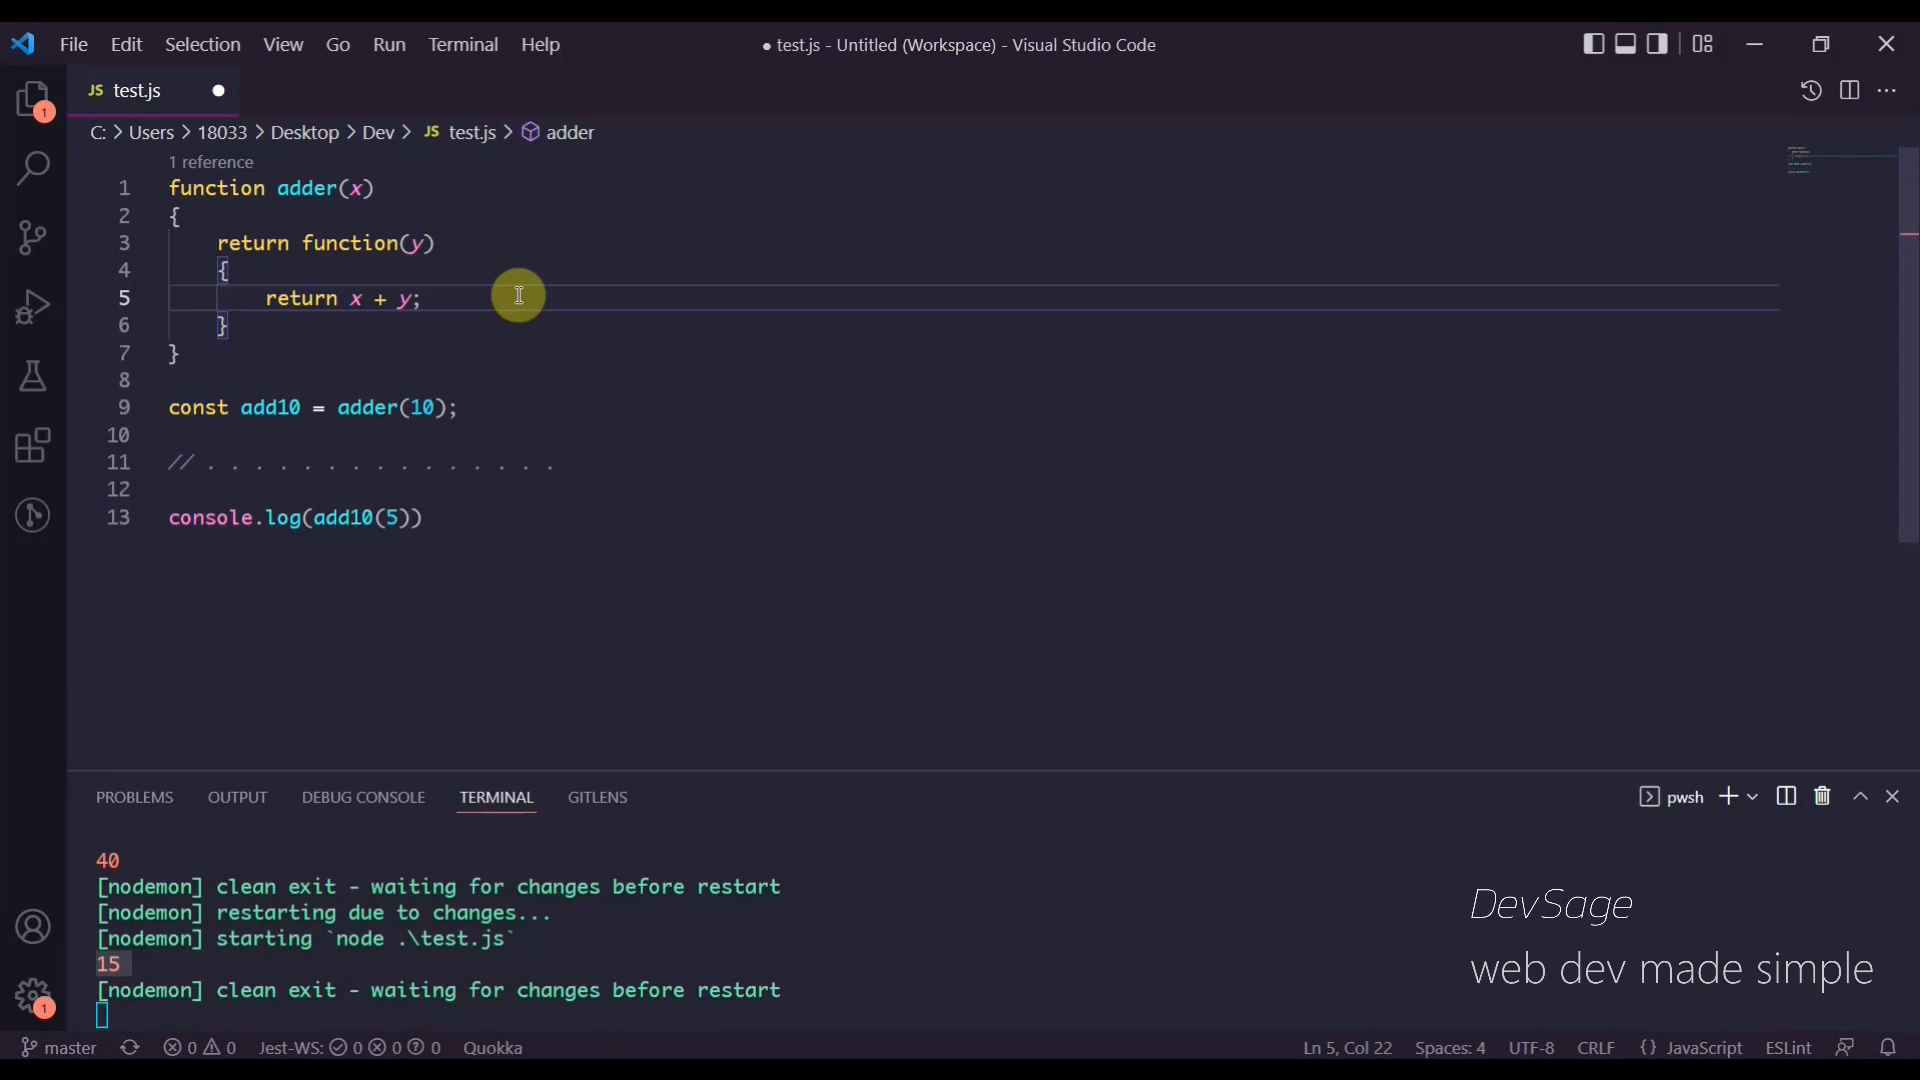 File Edit Selection View Go Run Terminal Help
● test.js - Untitled (Workspace) - Visual Studio Code
JS test.js ●
C: > Users > 18033 > Desktop > Dev > JS test.js > adder
1 reference
1 function adder(x)
2 {
3 return function(y)
4 {
5 return x + y;
6 }
7 }
8
9 const add10 = adder(10);
10
11 // . . . . . . . . . . . . . . .
12
13 console.log(add10(5))
PROBLEMS OUTPUT DEBUG CONSOLE TERMINAL GITLENS
pwsh
40
[nodemon] clean exit - waiting for changes before restart
[nodemon] restarting due to changes...
[nodemon] starting `node .\test.js`
15
[nodemon] clean exit - waiting for changes before restart
DevSage
web dev made simple
1
1
master 0 0 Jest-WS: 0 0 0 Quokka
Ln 5, Col 22 Spaces: 4 UTF-8 CRLF {} JavaScript ESLint